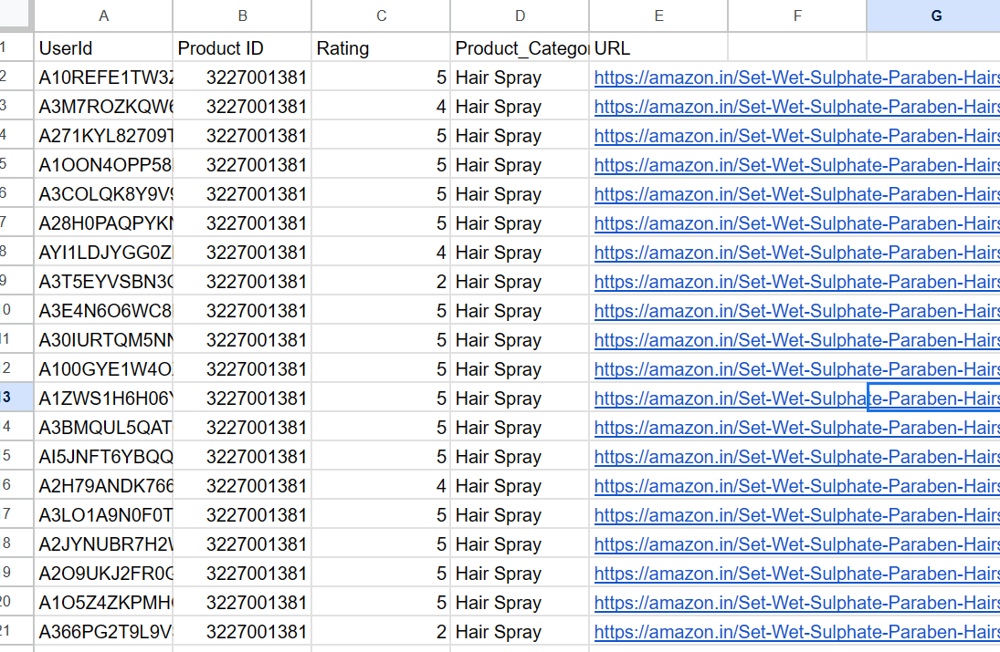 A B C D E F G
1 UserId Product ID Rating Product_Categor URL
2 A10REFE1TW3Z 3227001381 5 Hair Spray https://amazon.in/Set-Wet-Sulphate-Paraben-Hairs
3 A3M7ROZKQW6 3227001381 4 Hair Spray https://amazon.in/Set-Wet-Sulphate-Paraben-Hairs
4 A271KYL82709T 3227001381 5 Hair Spray https://amazon.in/Set-Wet-Sulphate-Paraben-Hairs
5 A1OON4OPP58 3227001381 5 Hair Spray https://amazon.in/Set-Wet-Sulphate-Paraben-Hairs
6 A3COLQK8Y9V9 3227001381 5 Hair Spray https://amazon.in/Set-Wet-Sulphate-Paraben-Hairs
7 A28H0PAQPYKN 3227001381 5 Hair Spray https://amazon.in/Set-Wet-Sulphate-Paraben-Hairs
8 AYI1LDJYGG0Z 3227001381 4 Hair Spray https://amazon.in/Set-Wet-Sulphate-Paraben-Hairs
9 A3T5EYVSBN3C 3227001381 2 Hair Spray https://amazon.in/Set-Wet-Sulphate-Paraben-Hairs
10 A3E4N6O6WC8 3227001381 5 Hair Spray https://amazon.in/Set-Wet-Sulphate-Paraben-Hairs
11 A30IURTQM5NN 3227001381 5 Hair Spray https://amazon.in/Set-Wet-Sulphate-Paraben-Hairs
12 A100GYE1W4O 3227001381 5 Hair Spray https://amazon.in/Set-Wet-Sulphate-Paraben-Hairs
13 A1ZWS1H6H06Y 3227001381 5 Hair Spray https://amazon.in/Set-Wet-Sulphate-Paraben-Hairs
14 A3BMQUL5QAT 3227001381 5 Hair Spray https://amazon.in/Set-Wet-Sulphate-Paraben-Hairs
15 AI5JNFT6YBQQ 3227001381 5 Hair Spray https://amazon.in/Set-Wet-Sulphate-Paraben-Hairs
16 A2H79ANDK766 3227001381 4 Hair Spray https://amazon.in/Set-Wet-Sulphate-Paraben-Hairs
17 A3LO1A9N0F0T 3227001381 5 Hair Spray https://amazon.in/Set-Wet-Sulphate-Paraben-Hairs
18 A2JYNUBR7H2W 3227001381 5 Hair Spray https://amazon.in/Set-Wet-Sulphate-Paraben-Hairs
19 A2O9UKJ2FR0G 3227001381 5 Hair Spray https://amazon.in/Set-Wet-Sulphate-Paraben-Hairs
20 A1O5Z4ZKPMH 3227001381 5 Hair Spray https://amazon.in/Set-Wet-Sulphate-Paraben-Hairs
21 A366PG2T9L9V 3227001381 2 Hair Spray https://amazon.in/Set-Wet-Sulphate-Paraben-Hairs